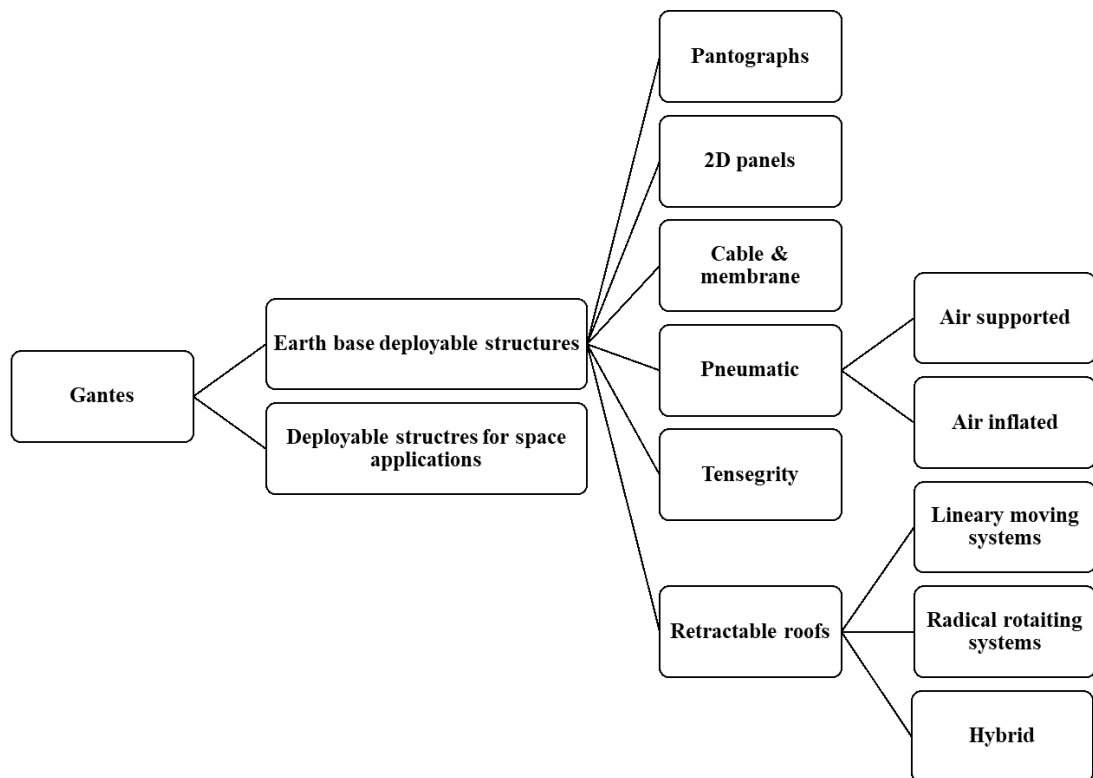 Pantographs
2D panels
Cable &
membrane
Air supported
Earth base deployable structures
Gantes
Pneumatic
Air inflated
Deployable structres for space
applications
Tensegrity
Lineary moving
systems
Retractable roofs
Radical rotaiting
systems
Hybrid